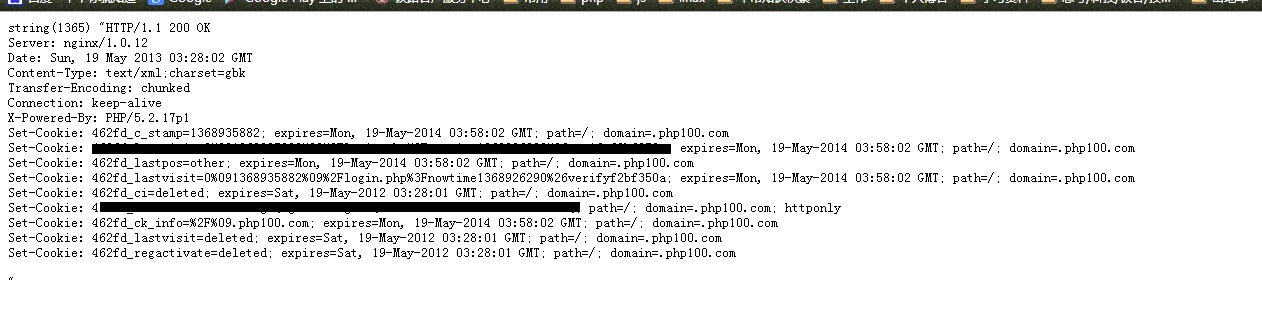 string(1365) "HTTP/1.1 200 OK
Server: nginx/1.0.12
Date: Sun, 19 May 2013 03:28:02 GMT
Content-Type: text/xml;charset=gbk
Transfer-Encoding: chunked
Connection: keep-alive
X-Powered-By: PHP/5.2.17p1
Set-Cookie: 462fd_c_stamp=1368935882; expires=Mon, 19-May-2014 03:58:02 GMT; path=/; domain=.php100.com
Set-Cookie: expires=Mon, 19-May-2014 03:58:02 GMT; path=/; domain=.php100.com
Set-Cookie: 462fd_lastpos=other; expires=Mon, 19-May-2014 03:58:02 GMT; path=/; domain=.php100.com
Set-Cookie: 462fd_lastvisit=0%091368935882%09%2Flogin.php%3Fnowtime1368926290%26verifyf2bf350a; expires=Mon, 19-May-2014 03:58:02 GMT; path=/; domain=.php100.com
Set-Cookie: 462fd_ci=deleted; expires=Sat, 19-May-2012 03:28:01 GMT; path=/; domain=.php100.com
Set-Cookie: 4 path=/; domain=.php100.com; httponly
Set-Cookie: 462fd_ck_info=%2F%09.php100.com; expires=Mon, 19-May-2014 03:58:02 GMT; path=/; domain=.php100.com
Set-Cookie: 462fd_lastvisit=deleted; expires=Sat, 19-May-2012 03:28:01 GMT; path=/; domain=.php100.com
Set-Cookie: 462fd_regactivate=deleted; expires=Sat, 19-May-2012 03:28:01 GMT; path=/; domain=.php100.com
"